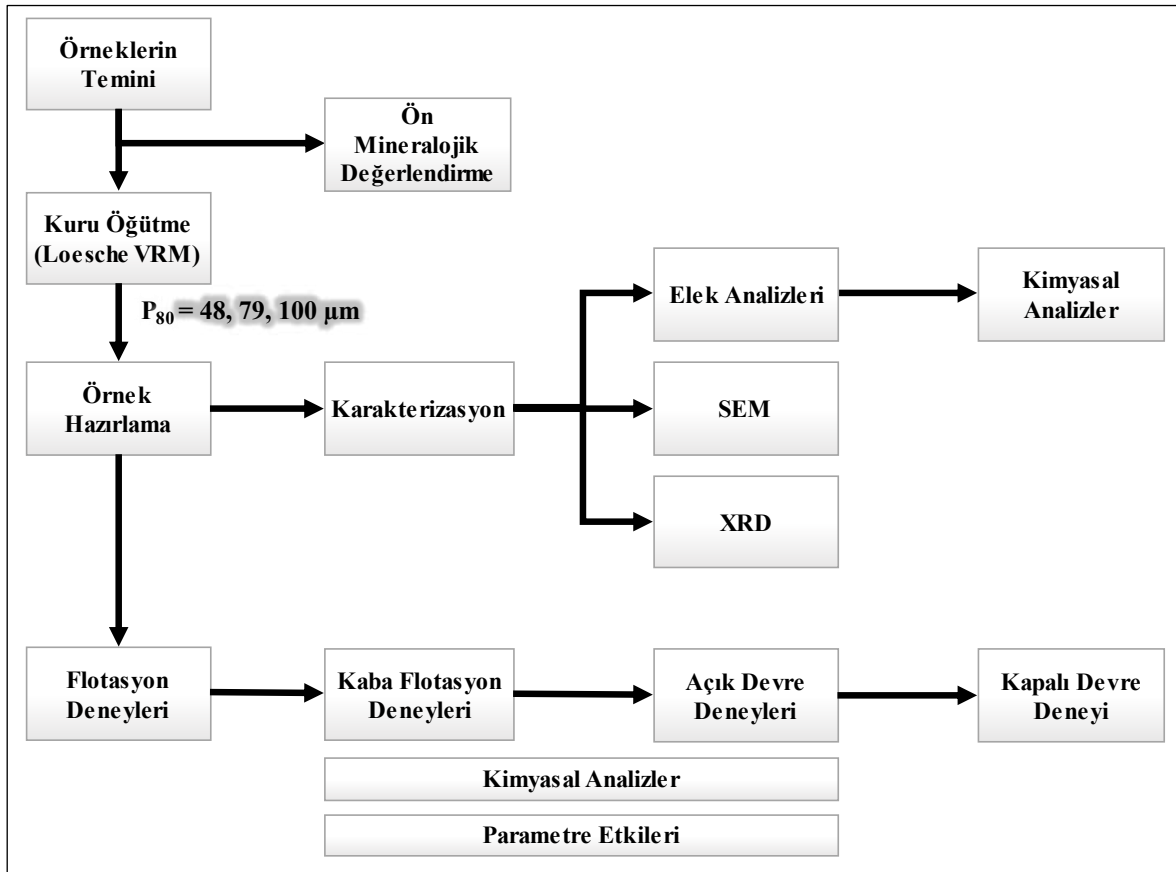 Örneklerin
Temini
Ön
Mineralojik
Değerlendirme
Kuru Öğütme
(Loesche VRM)
P₈₀ = 48, 79, 100 µm
Elek Analizleri
Kimyasal
Analizler
Örnek
Hazırlama
Karakterizasyon
SEM
XRD
Flotasyon
Deneyleri
Kaba Flotasyon
Deneyleri
Açık Devre
Deneyleri
Kapalı Devre
Deneyi
Kimyasal Analizler
Parametre Etkileri